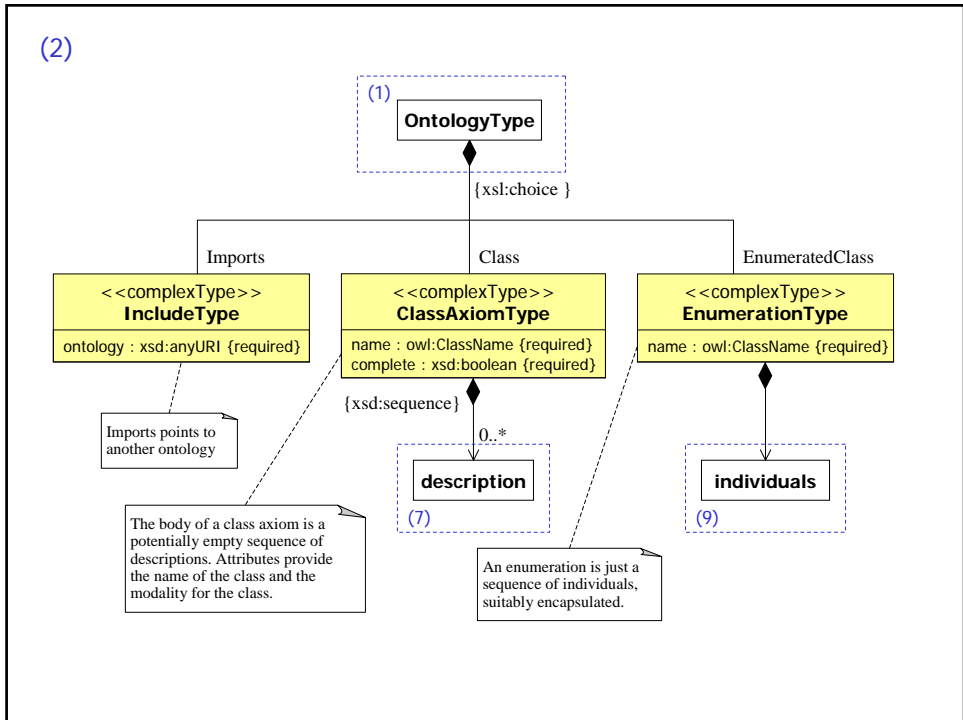 (2)
(1)
OntologyType
{xsl:choice }
Imports
Class
EnumeratedClass
<<complexType>>
IncludeType
ontology : xsd:anyURI {required}
<<complexType>>
ClassAxiomType
name : owl:ClassName {required}
complete : xsd:boolean {required}
<<complexType>>
EnumerationType
name : owl:ClassName {required}
{xsd:sequence}
0..*
Imports points to
another ontology
description
(7)
individuals
(9)
The body of a class axiom is a
potentially empty sequence of
descriptions. Attributes provide
the name of the class and the
modality for the class.
An enumeration is just a
sequence of individuals,
suitably encapsulated.